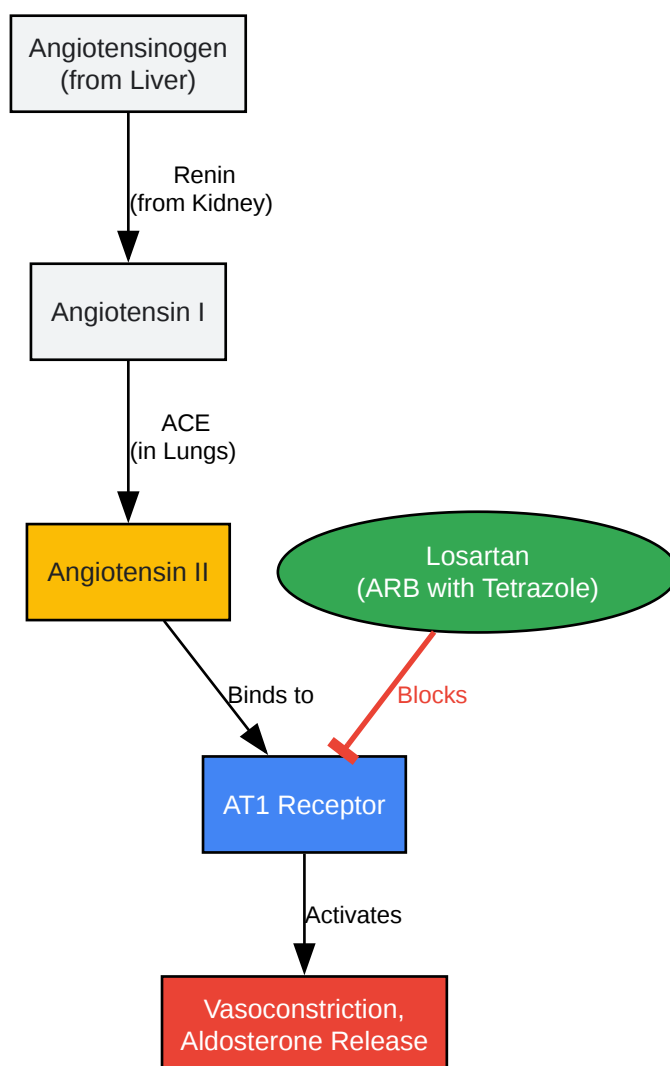 Angiotensinogen
(from Liver)
Renin
(from Kidney)
Angiotensin I
ACE
(in Lungs)
Angiotensin II
Losartan
(ARB with Tetrazole)
Binds to
Blocks
AT1 Receptor
Activates
Vasoconstriction,
Aldosterone Release